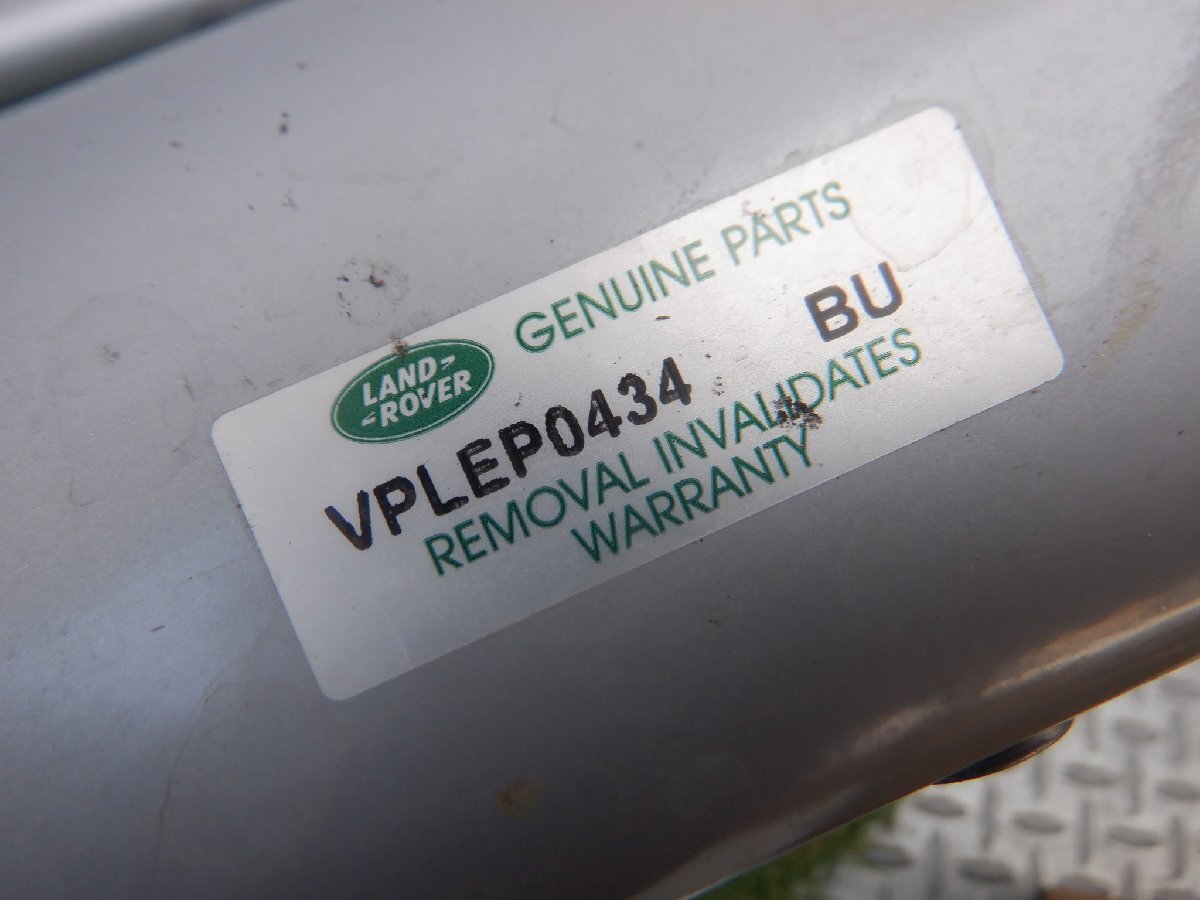 GENUINE PARTS
LAND-
-ROVER
VPLEP0434 BU
REMOVAL INVALIDATES
WARRANTY